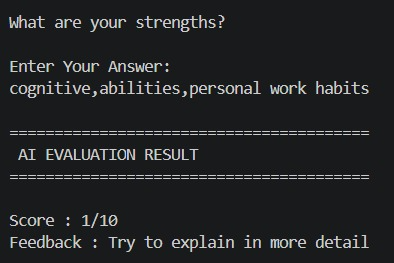 What are your strengths?
Enter Your Answer:
cognitive,abilities,personal work habits
========================================
AI EVALUATION RESULT
========================================
Score : 1/10
Feedback : Try to explain in more detail